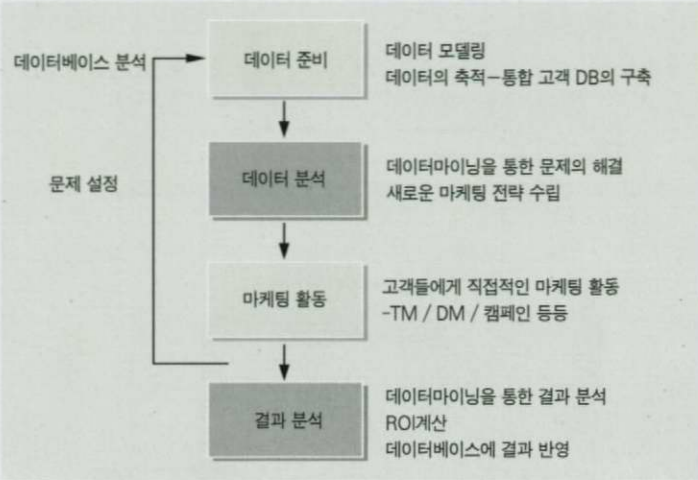 데이터베이스 분석
데이터 준비
데이터 모델링
데이터의 축적-통합 고객 DB의 구축
문제 설정
데이터 분석
데이터마이닝을 통한 문제의 해결
새로운 마케팅 전략 수립
마케팅 활동
고객들에게 직접적인 마케팅 활동
-TM / DM / 캠페인 등등
결과 분석
데이터마이닝을 통한 결과 분석
ROI계산
데이터베이스에 결과 반영